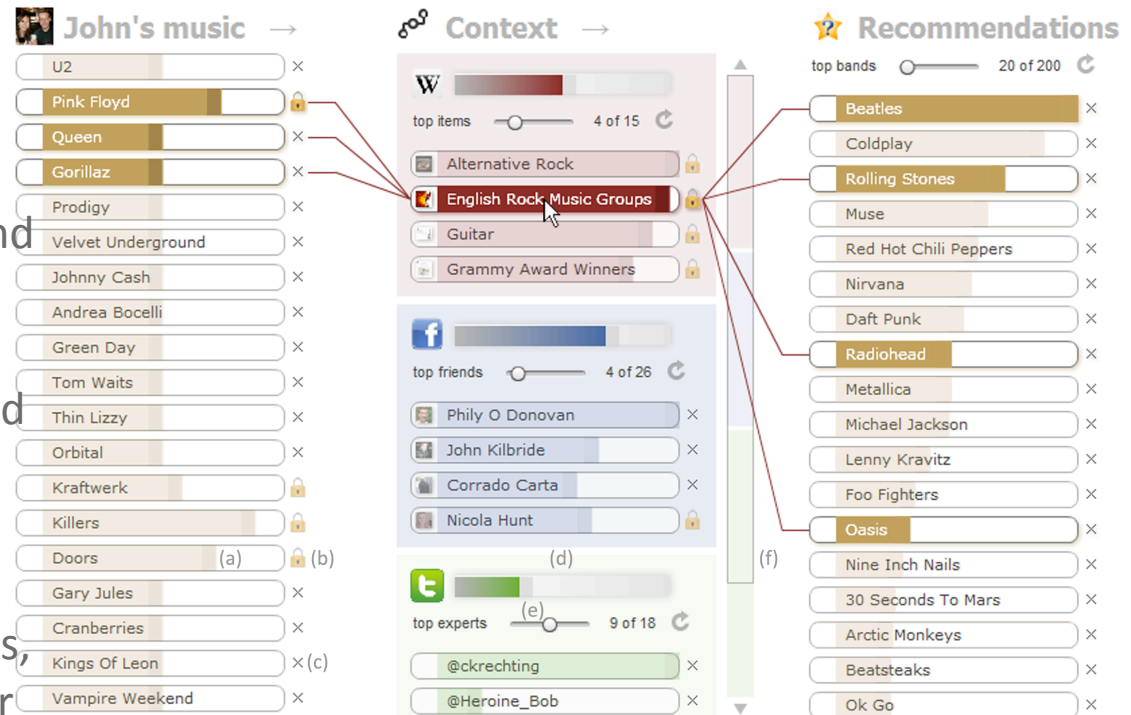 John's music →
U2 ×
Pink Floyd
Queen ×
Gorillaz ×
Prodigy ×
nd
Velvet Underground ×
Johnny Cash ×
Andrea Bocelli ×
Green Day ×
Tom Waits ×
d
Thin Lizzy ×
Orbital ×
Kraftwerk
Killers
Doors (a) (b)
Gary Jules ×
Cranberries ×
s,
Kings Of Leon × (c)
r
Vampire Weekend ×
Context →
W
top items 4 of 15
Alternative Rock
English Rock Music Groups
Guitar
Grammy Award Winners
f
top friends 4 of 26
Phily O Donovan ×
John Kilbride ×
Corrado Carta ×
Nicola Hunt
(d) (f)
t
(e)
top experts 9 of 18
@ckrechting ×
@Heroine_Bob ×
? Recommendations
top bands 20 of 200
Beatles ×
Coldplay ×
Rolling Stones ×
Muse ×
Red Hot Chili Peppers ×
Nirvana ×
Daft Punk ×
Radiohead ×
Metallica ×
Michael Jackson ×
Lenny Kravitz ×
Foo Fighters ×
Oasis ×
Nine Inch Nails ×
30 Seconds To Mars ×
Arctic Monkeys ×
Beatsteaks ×
Ok Go ×